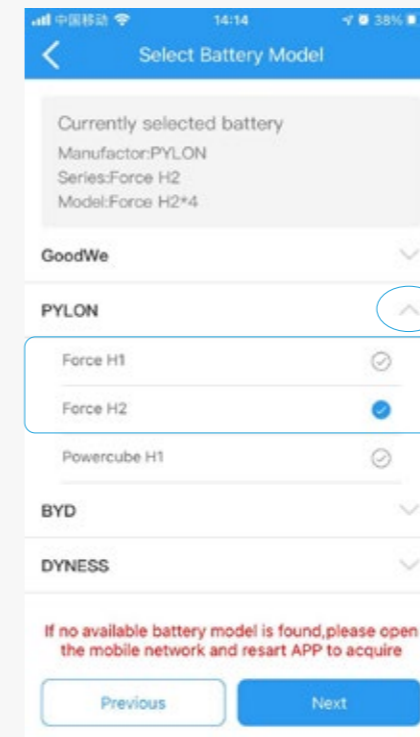 中国移动
14:14
38%
Select Battery Model
Currently selected battery
Manufactor:PYLON
Series:Force H2
Model:Force H2*4
GoodWe
PYLON
Force H1
Force H2
Powercube H1
BYD
DYNESS
If no available battery model is found,please open
the mobile network and resart APP to acquire
Previous
Next